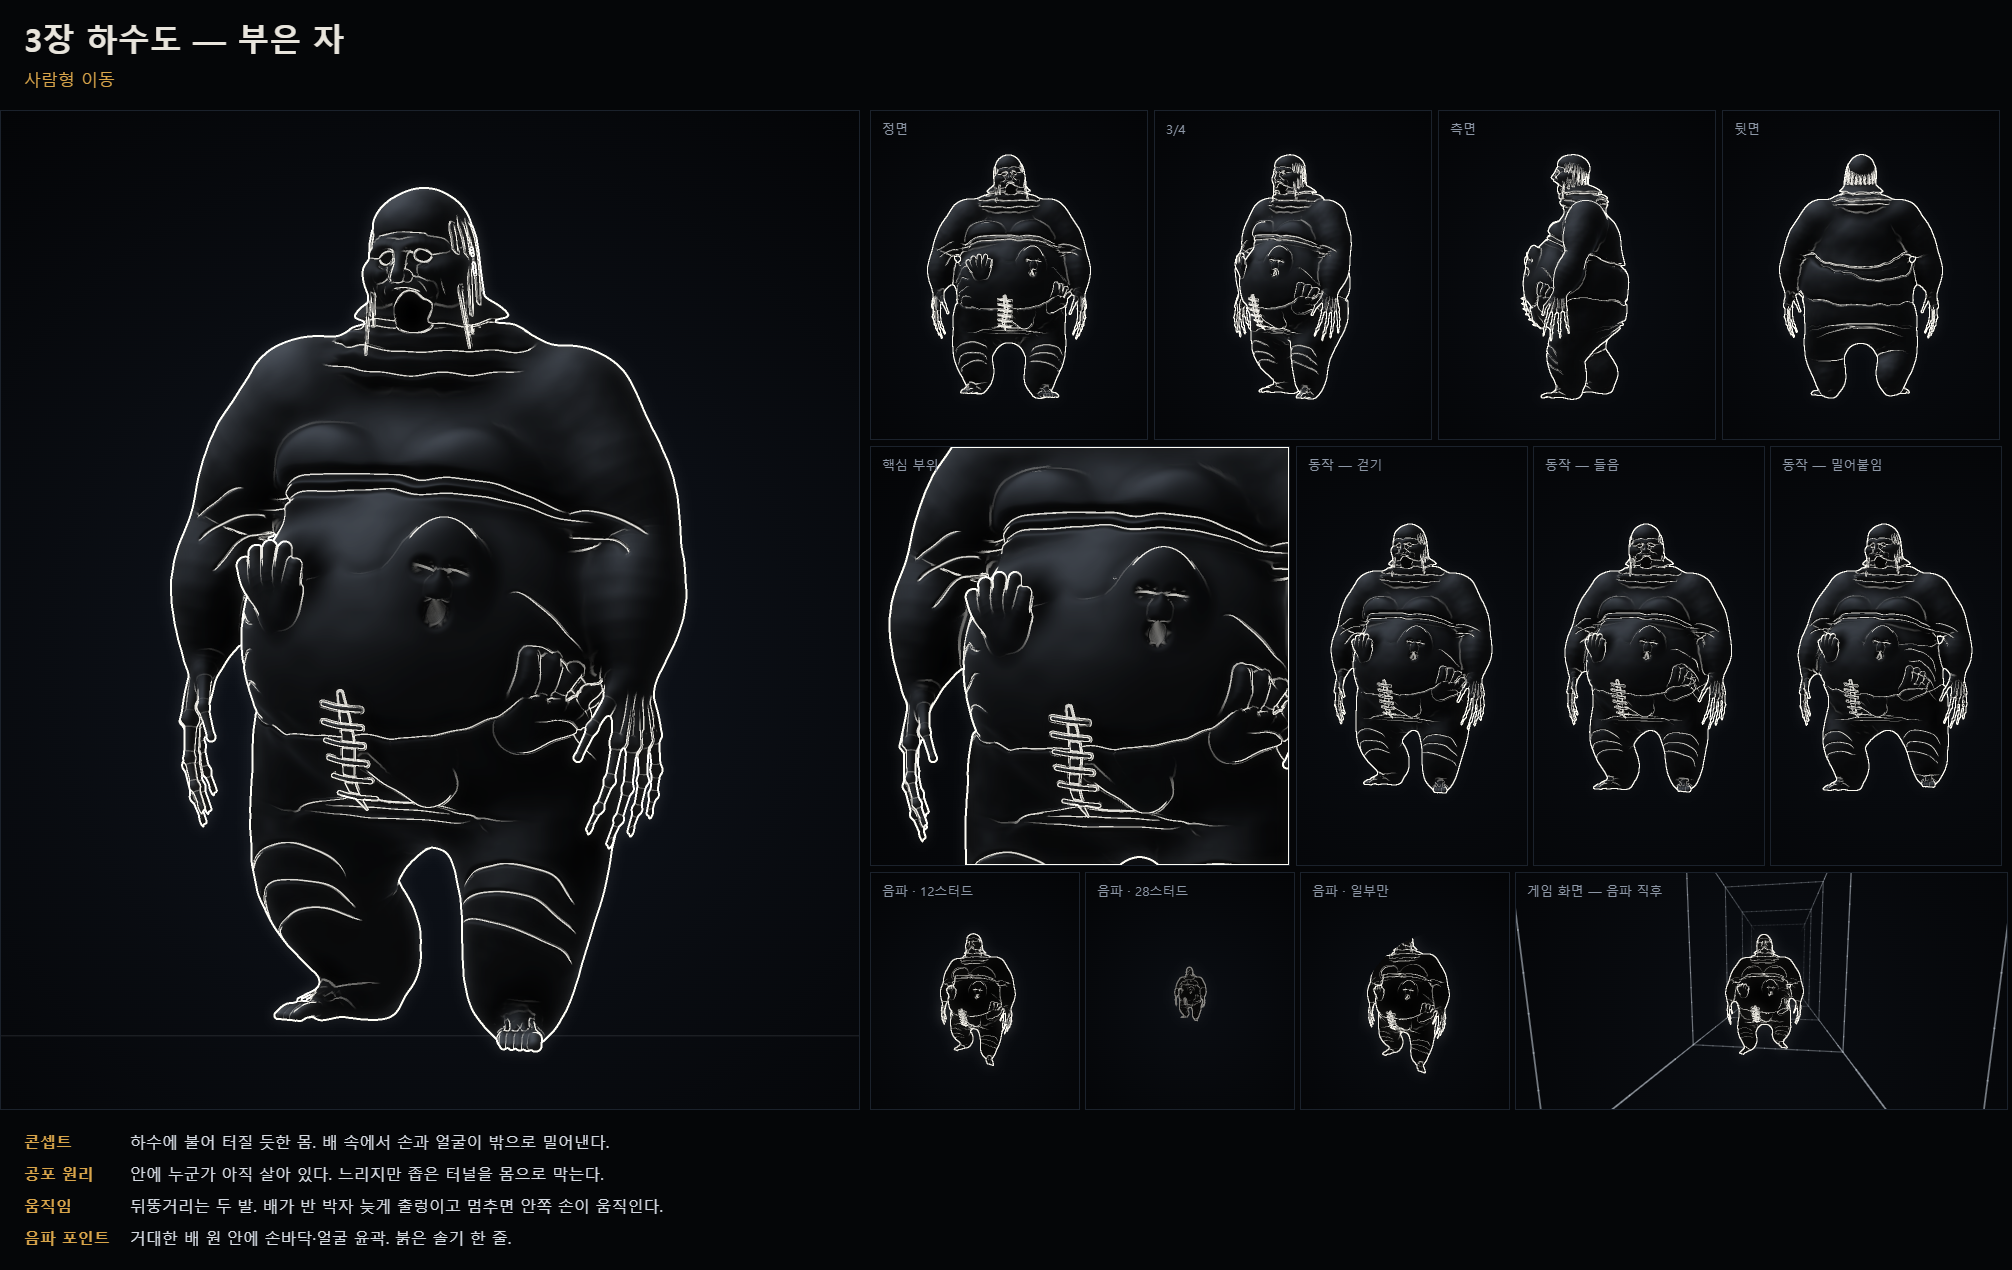 3장 하수도 — 부은 자
사람형 이동
정면
3/4
측면
뒷면
핵심 부위
동작 — 걷기
동작 — 들음
동작 — 밀어붙임
음파 · 12스터드
음파 · 28스터드
음파 · 일부만
게임 화면 — 음파 직후
콘셉트 하수에 불어 터질 듯한 몸. 배 속에서 손과 얼굴이 밖으로 밀어낸다.
공포 원리 안에 누군가 아직 살아 있다. 느리지만 좁은 터널을 몸으로 막는다.
움직임 뒤뚱거리는 두 발. 배가 반 박자 늦게 출렁이고 멈추면 안쪽 손이 움직인다.
음파 포인트 거대한 배 원 안에 손바닥·얼굴 윤곽. 붉은 솔기 한 줄.